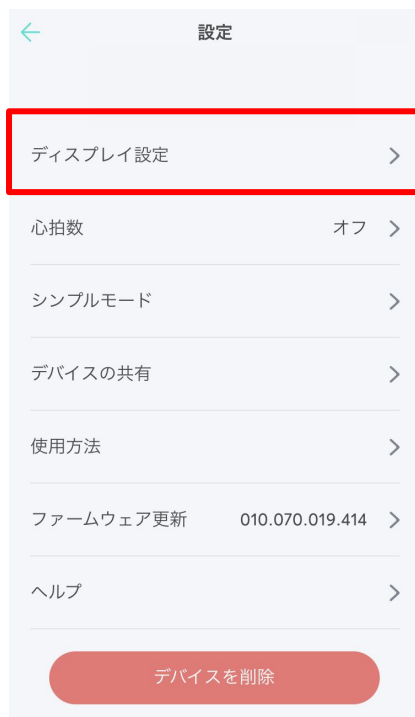 設定
ディスプレイ設定
心拍数 オフ
シンプルモード
デバイスの共有
使用方法
ファームウェア更新 010.070.019.414
ヘルプ
デバイスを削除